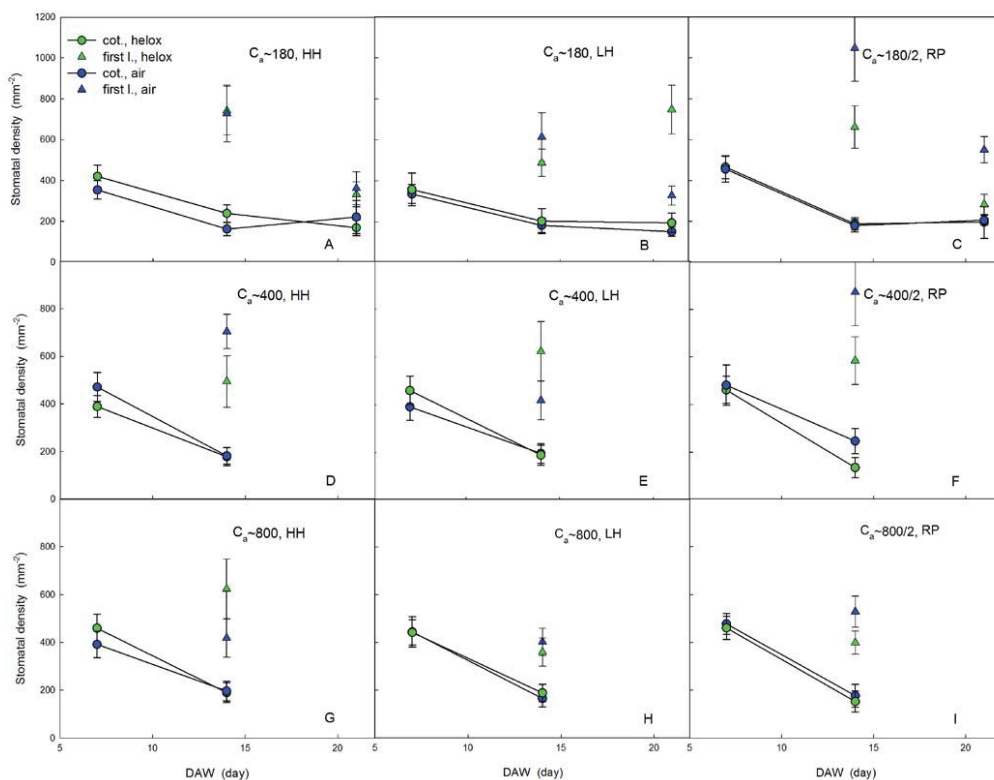 1200
1000
800
600
400
200
0
Stomatal density (mm-2)
cot., helox
first l., helox
cot., air
first l., air
Ca~180, HH
A
Ca~180, LH
B
Ca~180/2, RP
C
800
600
400
200
0
Stomatal density (mm-2)
Ca~400, HH
D
Ca~400, LH
E
Ca~400/2, RP
F
800
600
400
200
0
Stomatal density (mm-2)
Ca~800, HH
G
Ca~800, LH
H
Ca~800/2, RP
I
5 10 15 20
5 10 15 20
5 10 15 20
DAW (day)
DAW (day)
DAW (day)